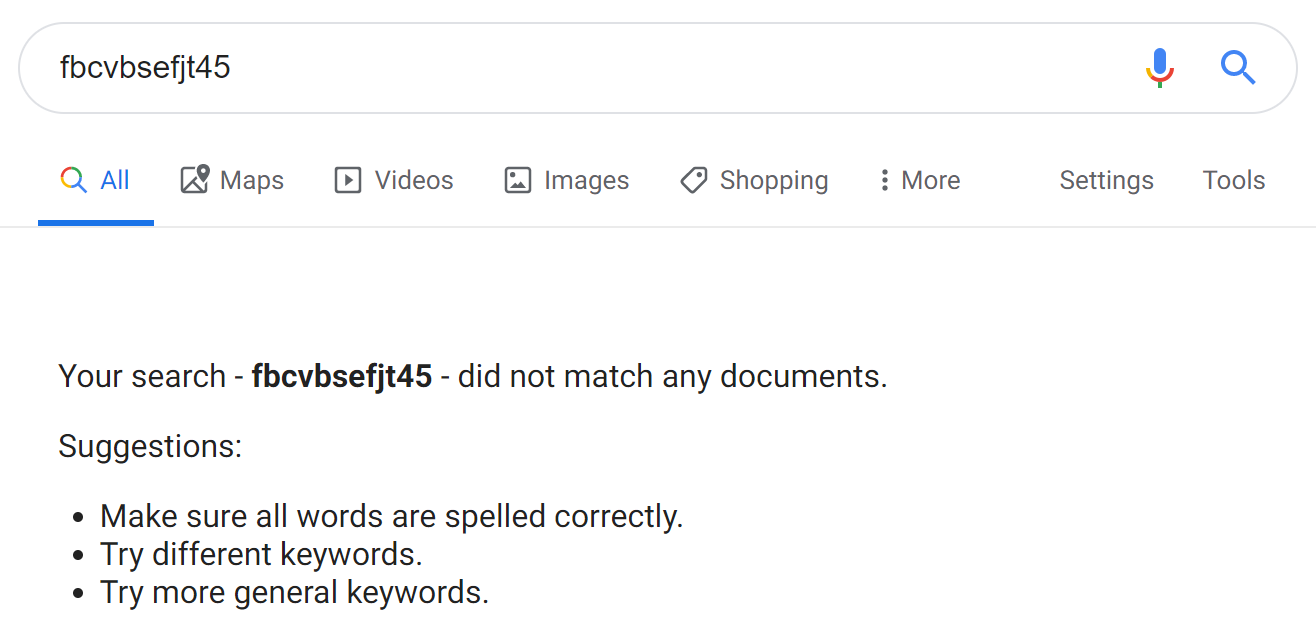 fbcvbsefjt45
All Maps Videos Images Shopping More Settings Tools
Your search - fbcvbsefjt45 - did not match any documents.
Suggestions:
Make sure all words are spelled correctly.
Try different keywords.
Try more general keywords.